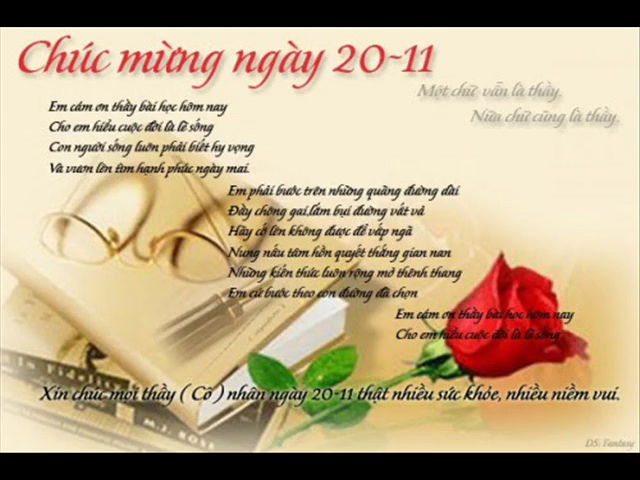 Chúc mừng ngày 20-11
Một chữ vẫn là thầy.
Nữa chữ cũng là thầy.
Em cám ơn thầy bài học hôm nay
Cho em hiểu cuộc đời là lẽ sống
Con người sống luôn phải biết hy vọng
Và vươn lên tìm hạnh phúc ngày mai.
Em phải bước trên những quãng đường dài
Đầy chông gai,lấm bụi đường vất vả
Hãy cố lên không được để vấp ngã
Nung nấu tâm hồn quyết thắng gian nan
Những kiến thức luôn rộng mở thênh thang
Em cứ bước theo con đường đã chọn
Em cám ơn thầy bài học hôm nay
Cho em hiểu cuộc đời là lẽ sống
Xin chúc mọi thầy ( Cô ) nhân ngày 20-11 thật nhiều sức khỏe, nhiều niềm vui.
M.J. ROSE
DS: Fantasy